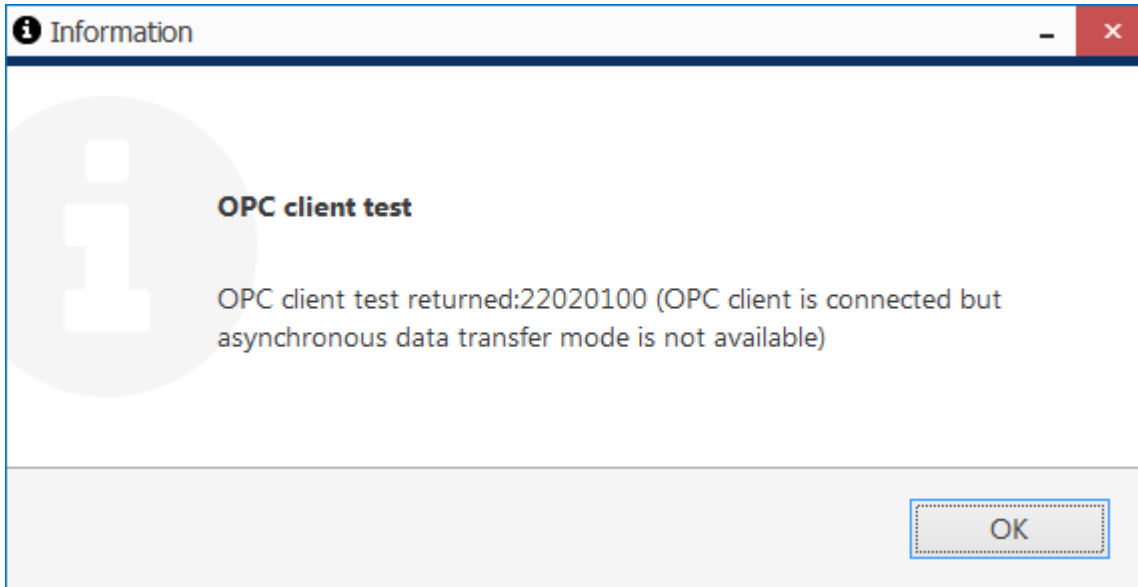 Information
OPC client test
OPC client test returned:22020100 (OPC client is connected but
asynchronous data transfer mode is not available)
OK